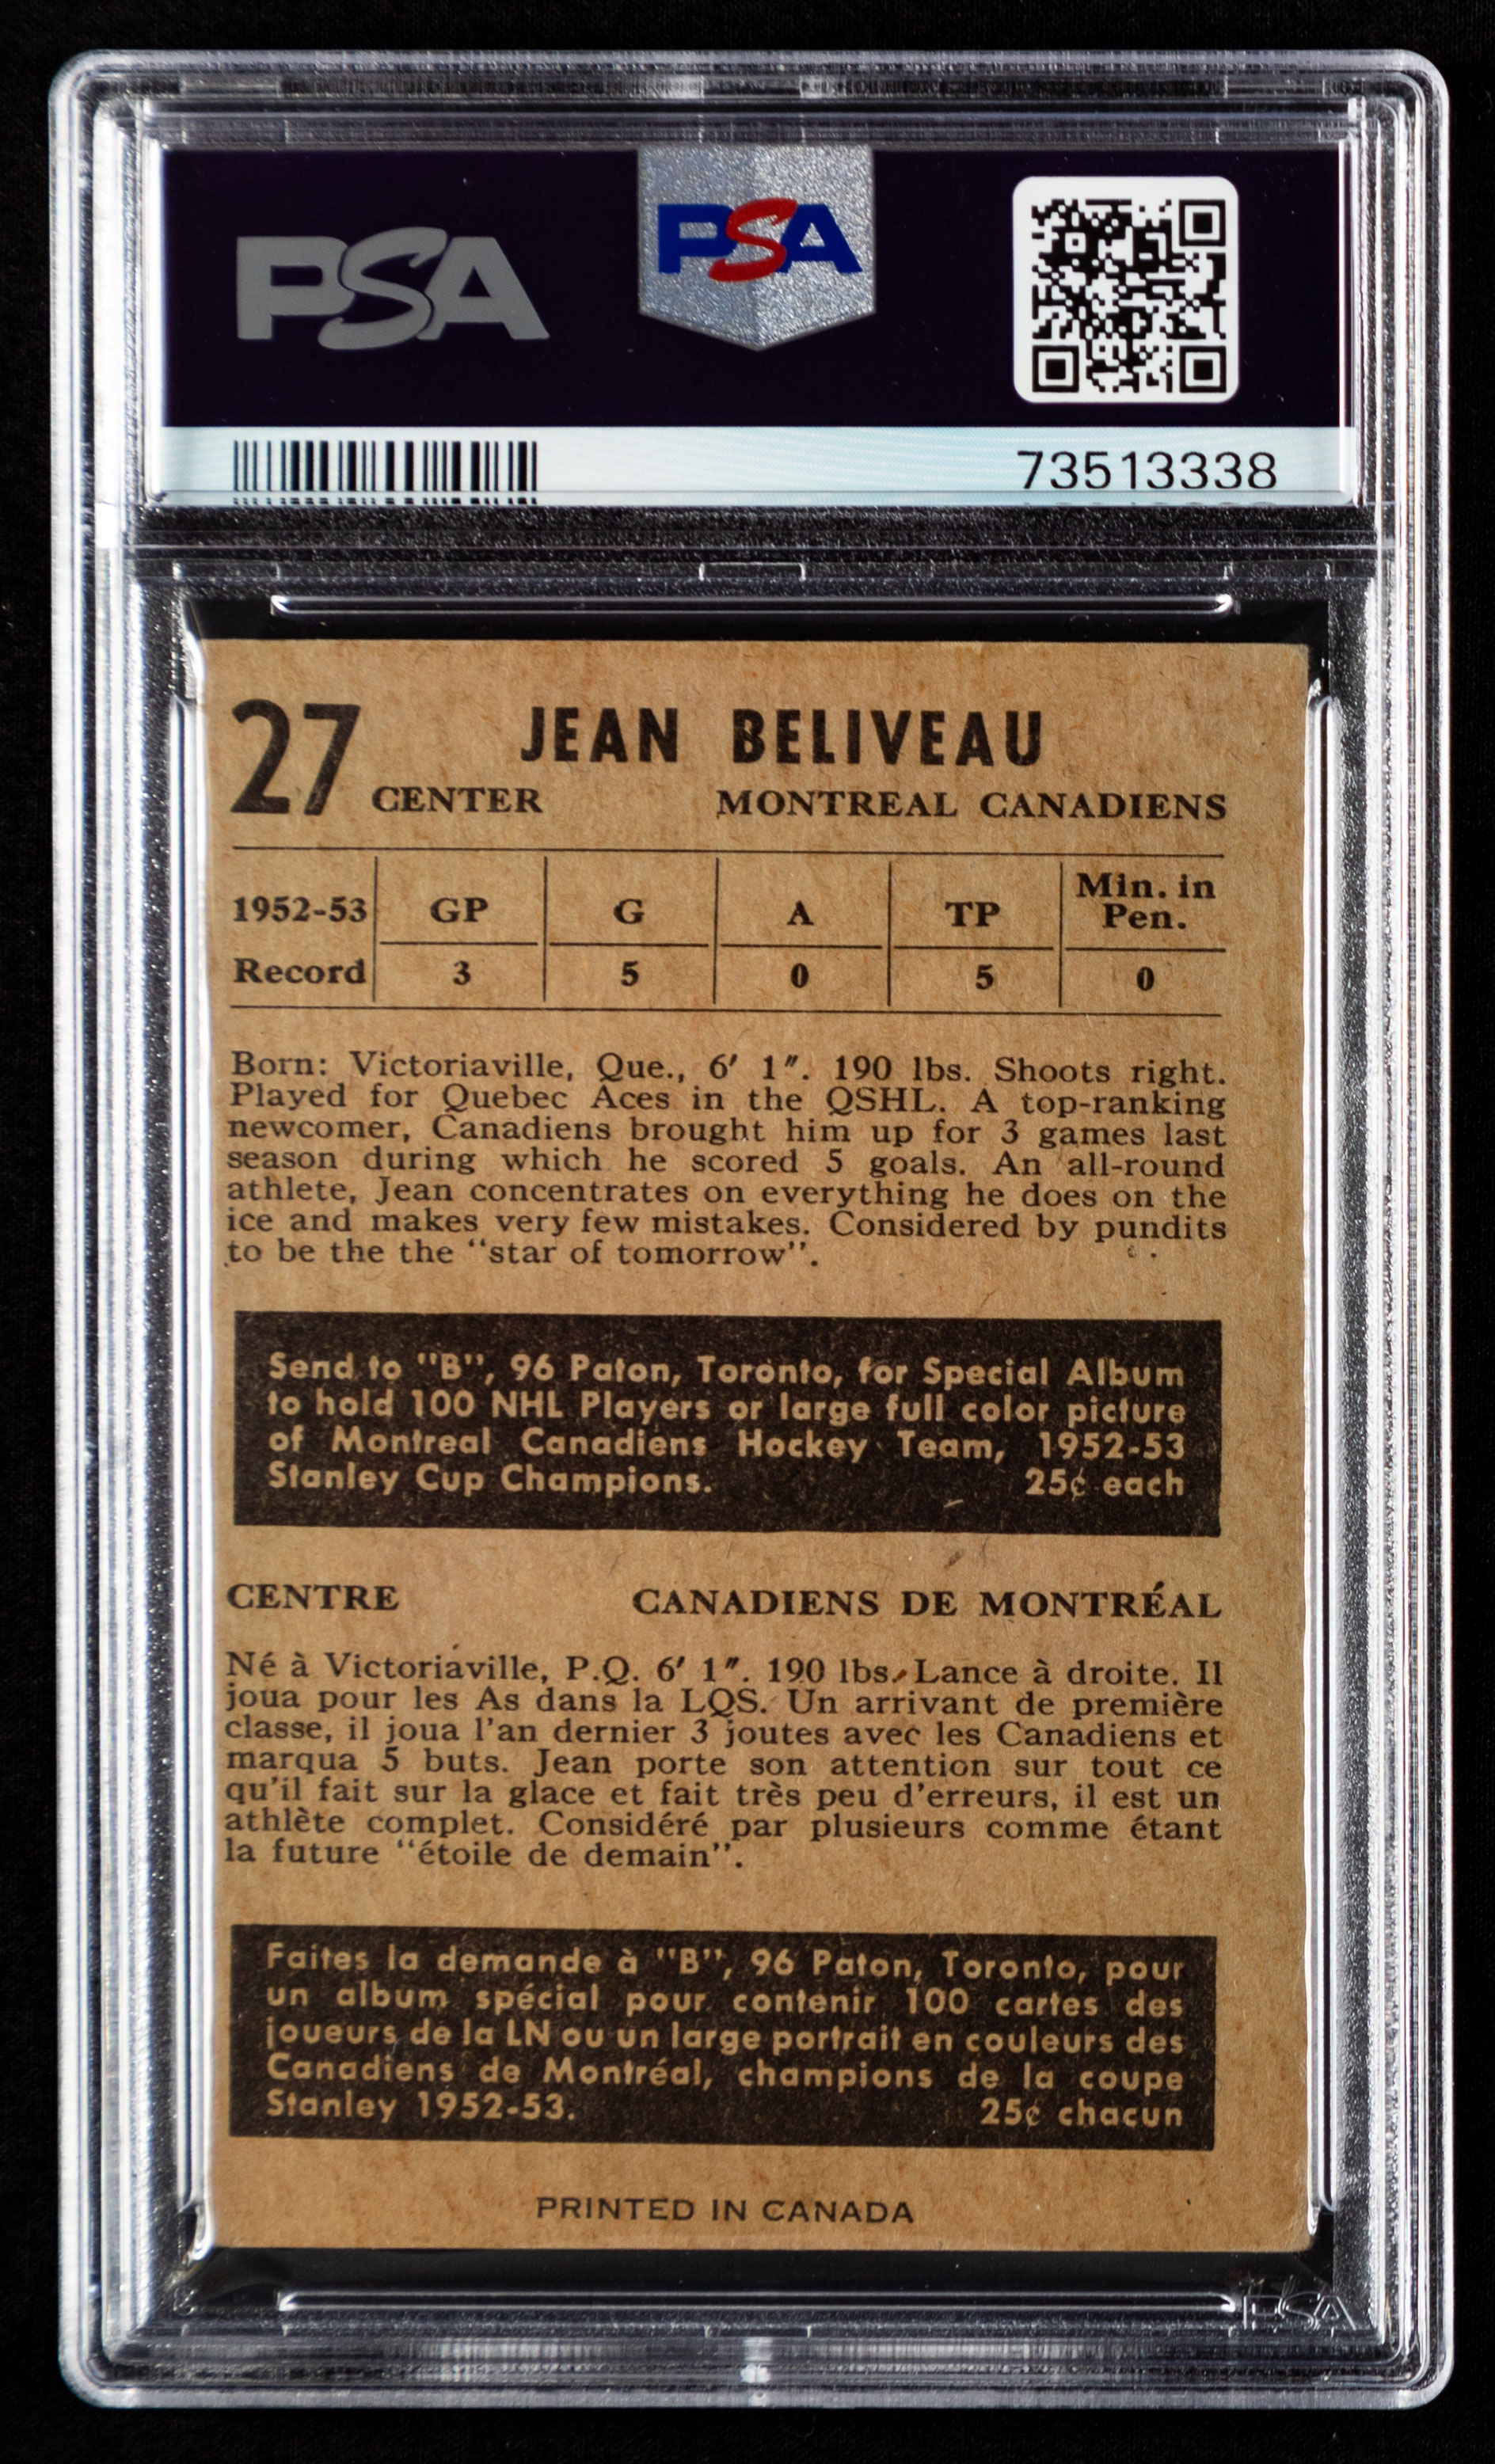 PSA
PSA
73513338
27 JEAN BELIVEAU
CENTER MONTREAL CANADIENS
1952-53 GP G A TP Min. in Pen.
Record 3 5 0 5 0
Born: Victoriaville, Que., 6′ 1″. 190 lbs. Shoots right.
Played for Quebec Aces in the QSHL. A top-ranking
newcomer, Canadiens brought him up for 3 games last
season during which he scored 5 goals. An all-round
athlete, Jean concentrates on everything he does on the
ice and makes very few mistakes. Considered by pundits
to be the the "star of tomorrow".
Send to "B", 96 Paton, Toronto, for Special Album
to hold 100 NHL Players or large full color picture
of Montreal Canadiens Hockey Team, 1952-53
Stanley Cup Champions. 25¢ each
CENTRE CANADIENS DE MONTRÉAL
Né à Victoriaville, P.Q. 6′ 1″. 190 lbs. Lance à droite. Il
joua pour les As dans la LQS. Un arrivant de première
classe, il joua l'an dernier 3 joutes avec les Canadiens et
marqua 5 buts. Jean porte son attention sur tout ce
qu'il fait sur la glace et fait très peu d'erreurs, il est un
athlète complet. Considéré par plusieurs comme étant
la future "étoile de demain".
Faites la demande à "B", 96 Paton, Toronto, pour
un album spécial pour contenir 100 cartes des
joueurs de la LN ou un large portrait en couleurs des
Canadiens de Montréal, champions de la coupe
Stanley 1952-53. 25¢ chacun
PRINTED IN CANADA
PSA